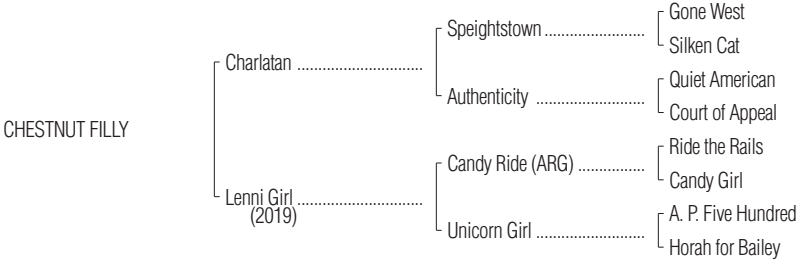 Gone West
Speightstown ..............................
Silken Cat
Charlatan ......................................
Quiet American
Authenticity .................................
Court of Appeal
CHESTNUT FILLY
Ride the Rails
Candy Ride (ARG) ....................
Candy Girl
Lenni Girl ......................................
(2019)
A. P. Five Hundred
Unicorn Girl .................................
Horah for Bailey